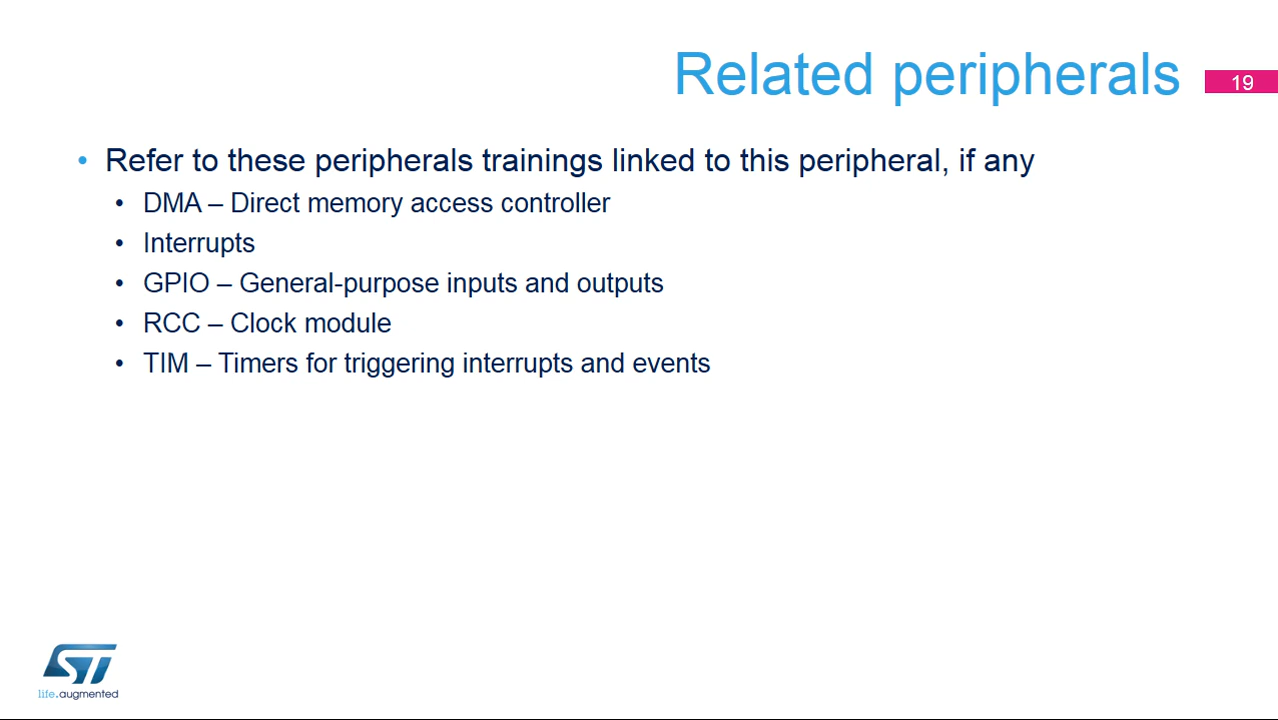 Related peripherals
19
• Refer to these peripherals trainings linked to this peripheral, if any
• DMA – Direct memory access controller
• Interrupts
• GPIO – General-purpose inputs and outputs
• RCC – Clock module
• TIM – Timers for triggering interrupts and events
ST
life.augmented